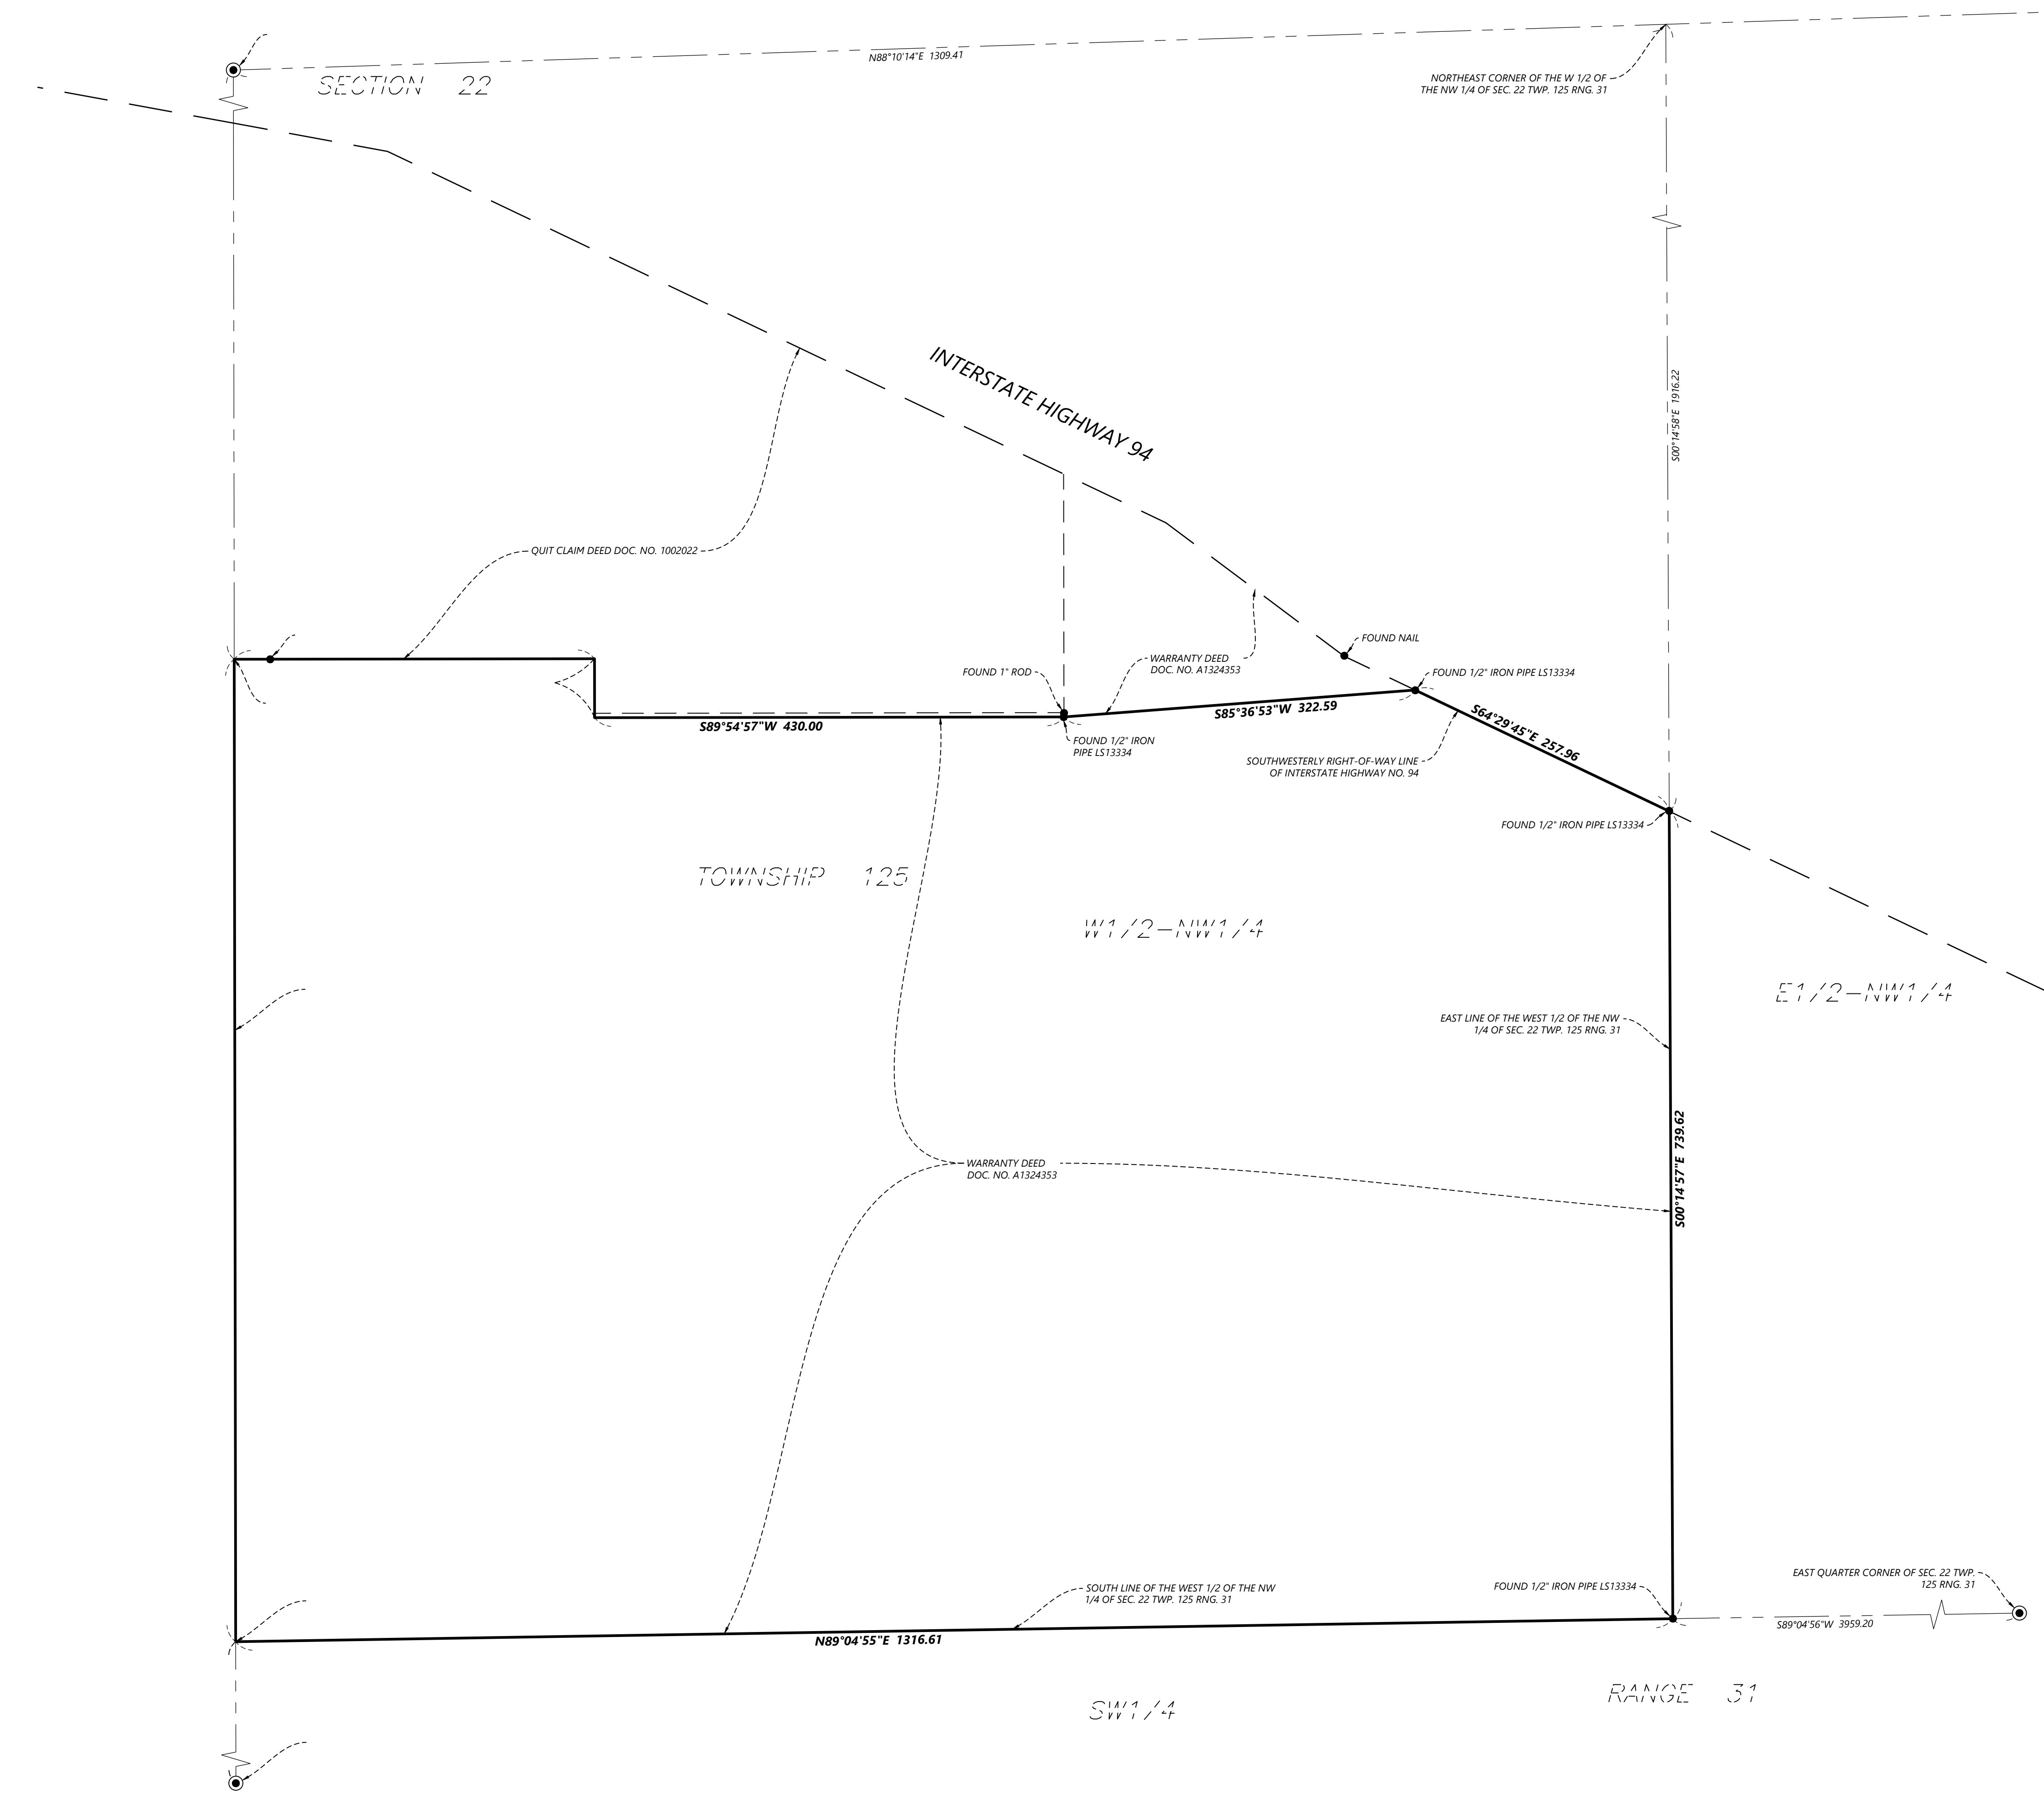 N88°10'14"E 1309.41
SECTION 22
NORTHEAST CORNER OF THE W 1/2 OF
THE NW 1/4 OF SEC. 22 TWP. 125 RNG. 31
INTERSTATE HIGHWAY 94
S00°14'58"E 1916.22
QUIT CLAIM DEED DOC. NO. 1002022
FOUND NAIL
WARRANTY DEED
DOC. NO. A1324353
FOUND 1" ROD
FOUND 1/2" IRON PIPE LS13334
S89°54'57"W 430.00
S85°36'53"W 322.59
S64°29'45"E 257.96
FOUND 1/2" IRON
PIPE LS13334
SOUTHWESTERLY RIGHT-OF-WAY LINE
OF INTERSTATE HIGHWAY NO. 94
FOUND 1/2" IRON PIPE LS13334
TOWNSHIP 125
W1/2-NW1/4
E1/2-NW1/4
EAST LINE OF THE WEST 1/2 OF THE NW
1/4 OF SEC. 22 TWP. 125 RNG. 31
S00°14'57"E 739.62
WARRANTY DEED
DOC. NO. A1324353
SOUTH LINE OF THE WEST 1/2 OF THE NW
1/4 OF SEC. 22 TWP. 125 RNG. 31
FOUND 1/2" IRON PIPE LS13334
EAST QUARTER CORNER OF SEC. 22 TWP.
125 RNG. 31
S89°04'56"W 3959.20
N89°04'55"E 1316.61
RANGE 31
SW1/4